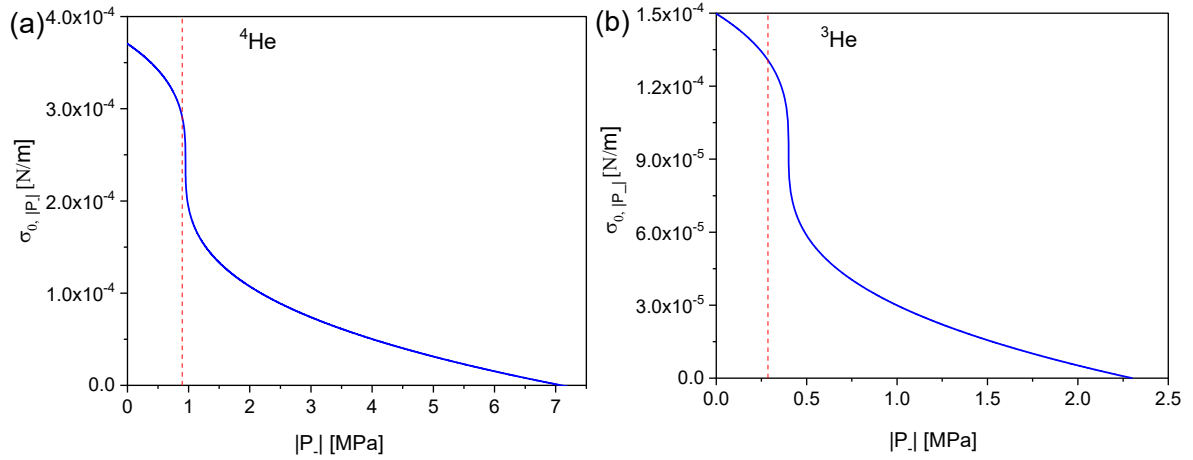 (a)
4.0x10⁻⁴
3.0x10⁻⁴
2.0x10⁻⁴
1.0x10⁻⁴
0.0
σ₀, |P₋| [N/m]
⁴He
0 1 2 3 4 5 6 7
|P₋| [MPa]
(b)
1.5x10⁻⁴
1.2x10⁻⁴
9.0x10⁻⁵
6.0x10⁻⁵
3.0x10⁻⁵
0.0
σ₀, |P₋| [N/m]
³He
0.0 0.5 1.0 1.5 2.0 2.5
|P₋| [MPa]